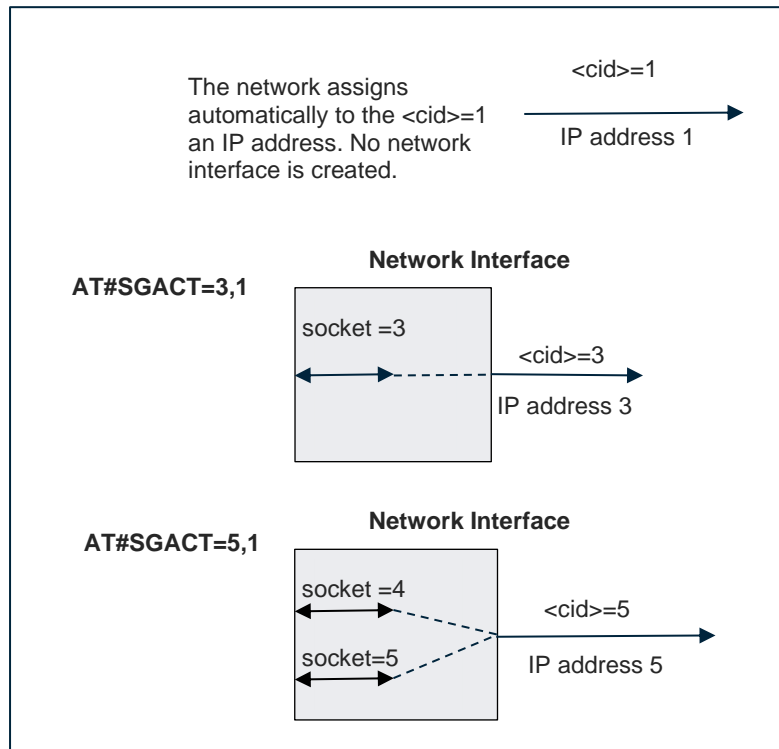 The network assigns
automatically to the <cid>=1
an IP address. No network
interface is created.
<cid>=1
IP address 1
Network Interface
AT#SGACT=3,1
socket =3
<cid>=3
IP address 3
Network Interface
AT#SGACT=5,1
socket =4
socket=5
<cid>=5
IP address 5